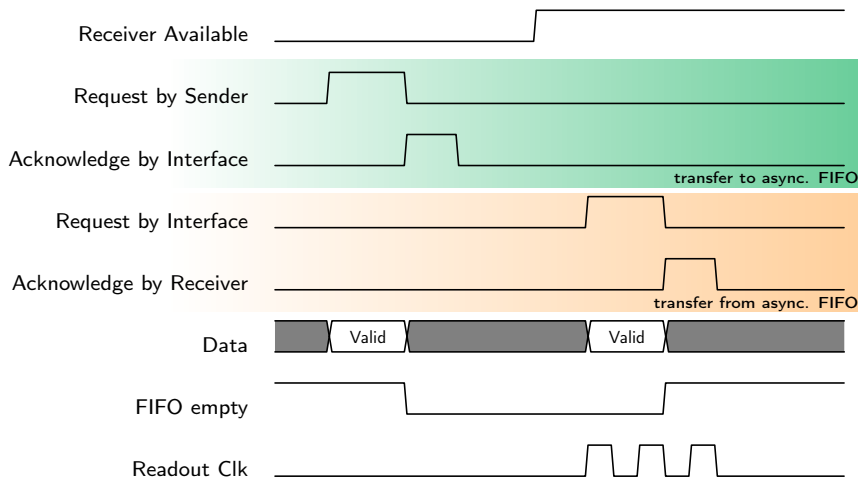 Receiver Available
Request by Sender
Acknowledge by Interface
transfer to async. FIFO
Request by Interface
Acknowledge by Receiver
transfer from async. FIFO
Data
Valid
Valid
FIFO empty
Readout Clk